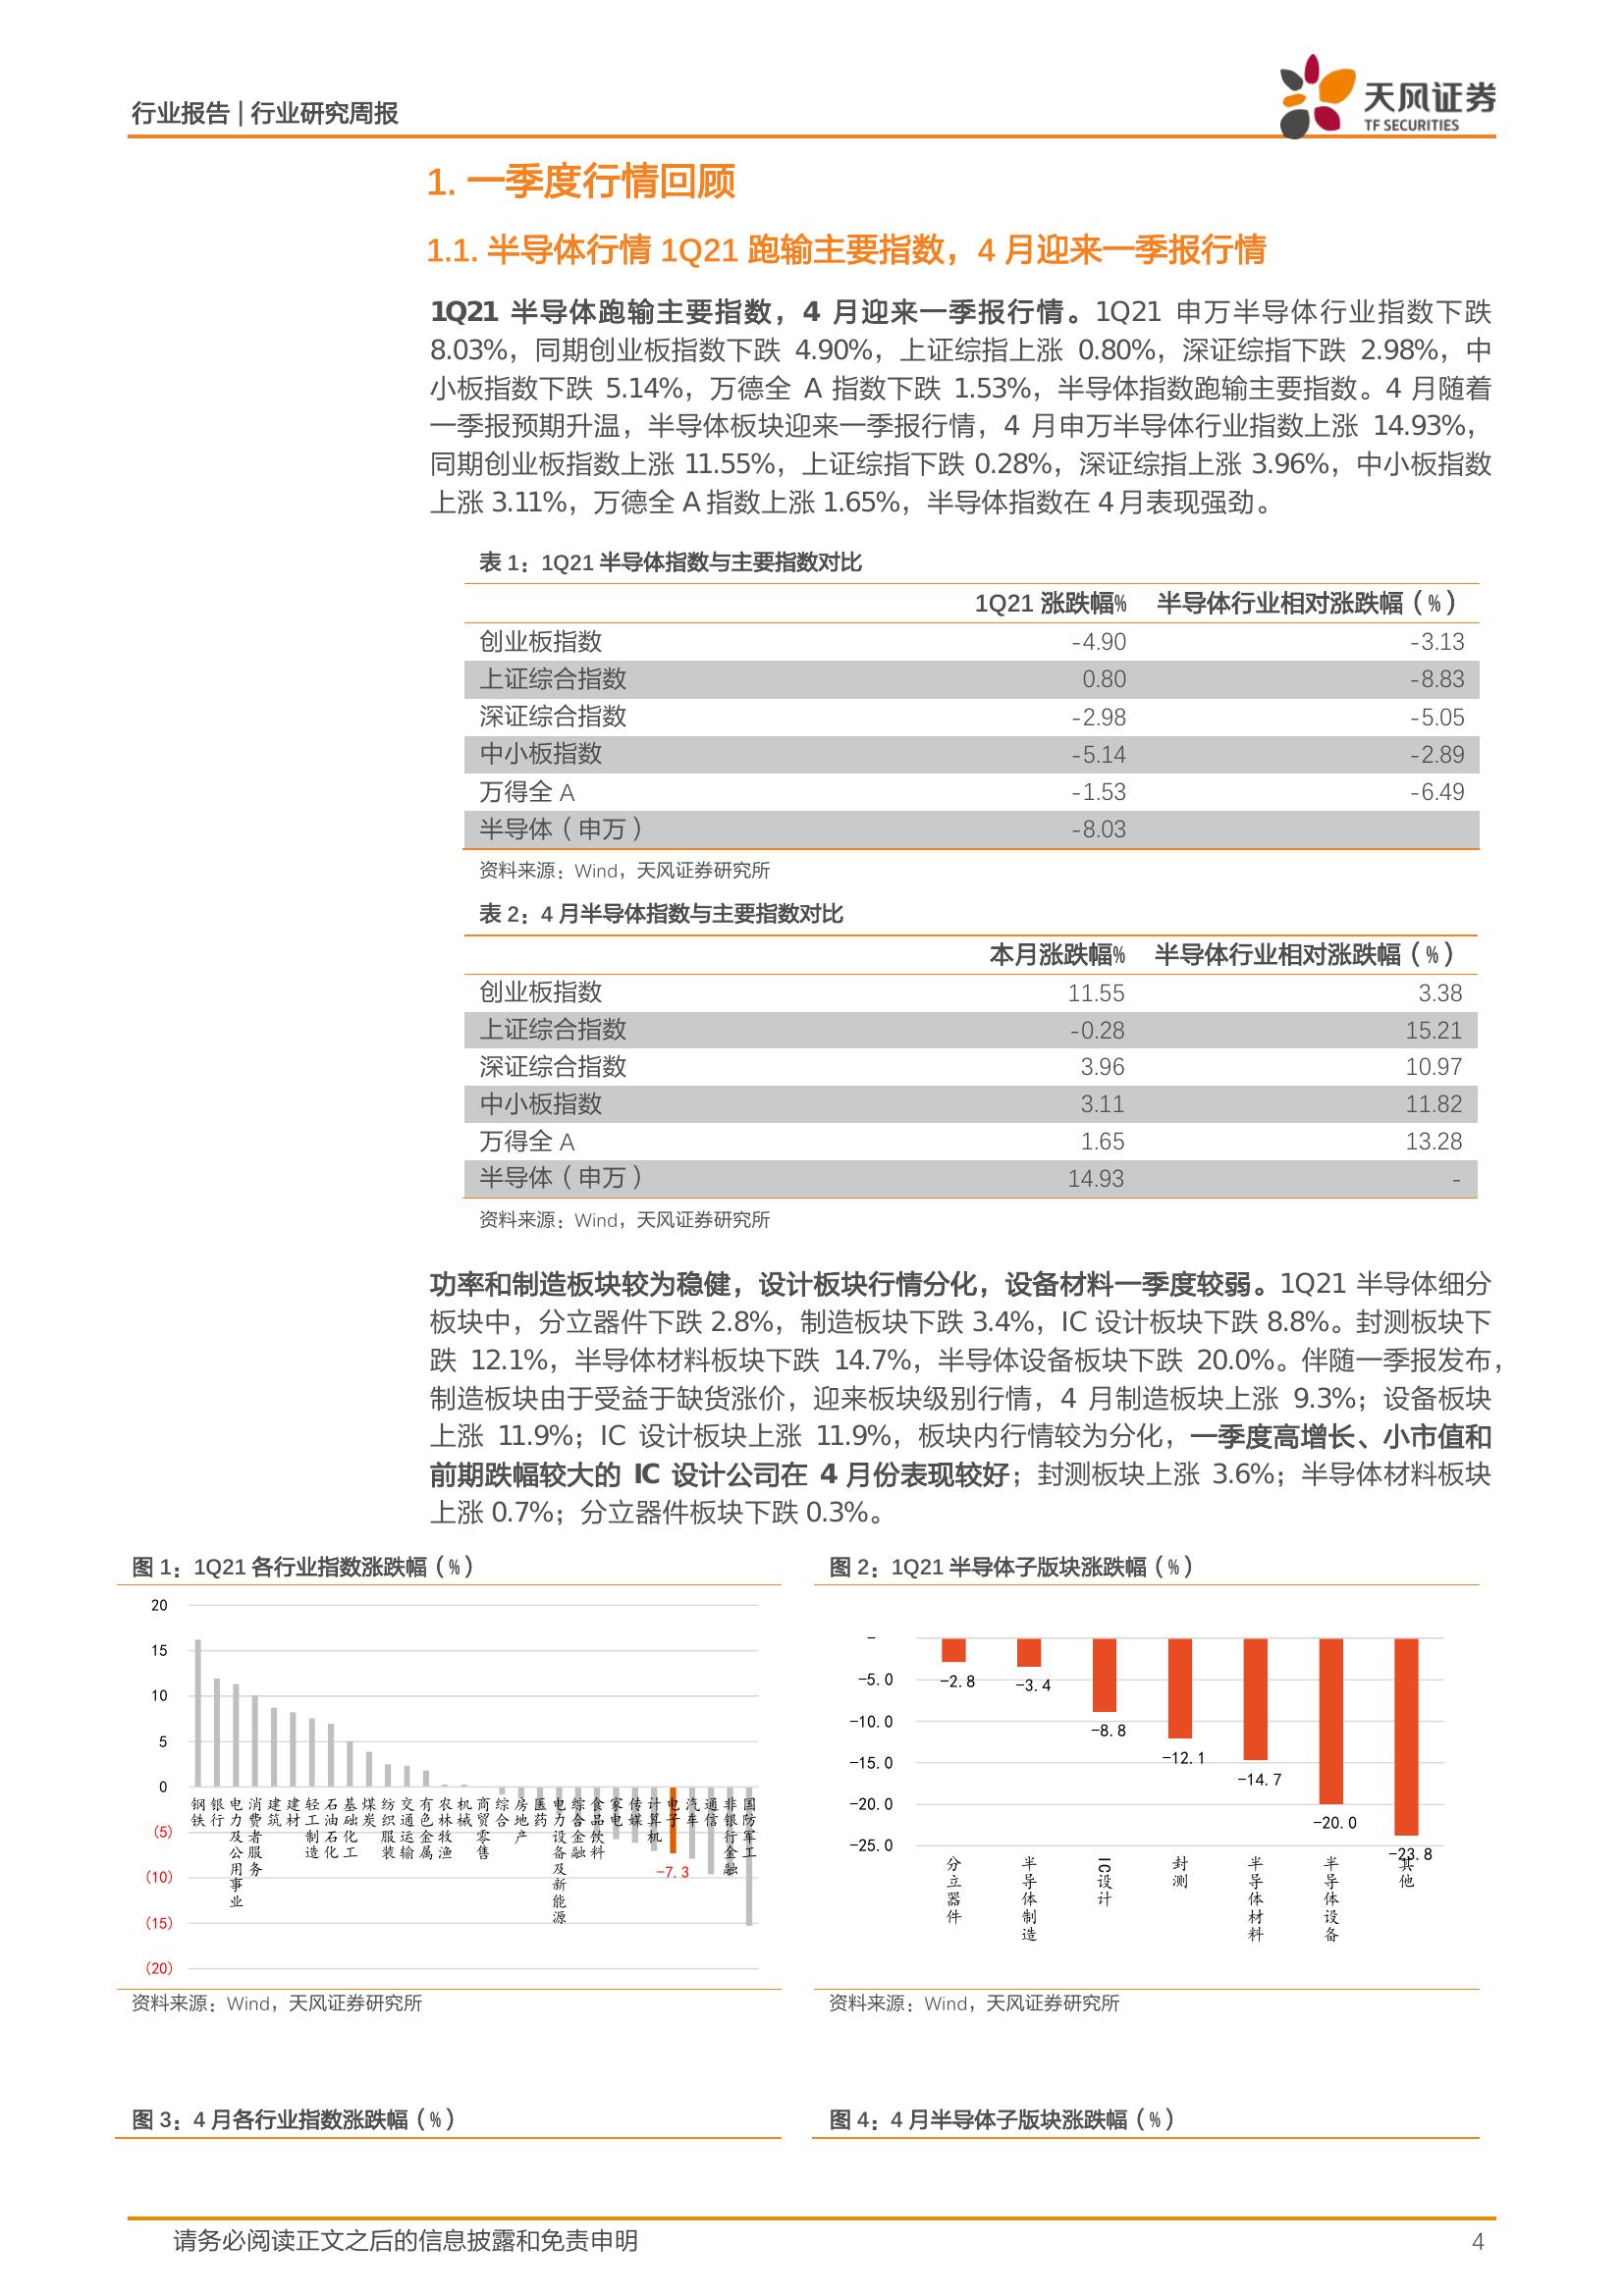 行业报告 | 行业研究周报
天风证券
TF SECURITIES
1. 一季度行情回顾
1.1. 半导体行情 1Q21 跑输主要指数，4 月迎来一季报行情
1Q21 半导体跑输主要指数，4 月迎来一季报行情。1Q21 申万半导体行业指数下跌
8.03%，同期创业板指数下跌 4.90%，上证综指上涨 0.80%，深证综指下跌 2.98%，中
小板指数下跌 5.14%，万德全 A 指数下跌 1.53%，半导体指数跑输主要指数。4 月随着
一季报预期升温，半导体板块迎来一季报行情，4 月申万半导体行业指数上涨 14.93%，
同期创业板指数上涨 11.55%，上证综指下跌 0.28%，深证综指上涨 3.96%，中小板指数
上涨 3.11%，万德全 A 指数上涨 1.65%，半导体指数在 4 月表现强劲。
表 1：1Q21 半导体指数与主要指数对比
1Q21 涨跌幅% 半导体行业相对涨跌幅（%）
创业板指数 -4.90 -3.13
上证综合指数 0.80 -8.83
深证综合指数 -2.98 -5.05
中小板指数 -5.14 -2.89
万得全 A -1.53 -6.49
半导体（申万） -8.03
资料来源：Wind，天风证券研究所
表 2：4 月半导体指数与主要指数对比
本月涨跌幅% 半导体行业相对涨跌幅（%）
创业板指数 11.55 3.38
上证综合指数 -0.28 15.21
深证综合指数 3.96 10.97
中小板指数 3.11 11.82
万得全 A 1.65 13.28
半导体（申万） 14.93 -
资料来源：Wind，天风证券研究所
功率和制造板块较为稳健，设计板块行情分化，设备材料一季度较弱。1Q21 半导体细分
板块中，分立器件下跌 2.8%，制造板块下跌 3.4%，IC 设计板块下跌 8.8%。封测板块下
跌 12.1%，半导体材料板块下跌 14.7%，半导体设备板块下跌 20.0%。伴随一季报发布，
制造板块由于受益于缺货涨价，迎来板块级别行情，4 月制造板块上涨 9.3%；设备板块
上涨 11.9%；IC 设计板块上涨 11.9%，板块内行情较为分化，一季度高增长、小市值和
前期跌幅较大的 IC 设计公司在 4 月份表现较好；封测板块上涨 3.6%；半导体材料板块
上涨 0.7%；分立器件板块下跌 0.3%。
图 1：1Q21 各行业指数涨跌幅（%）
20
15
10
5
0
(5)
(10)
(15)
(20)
钢铁
银行
电力及公用事业
消费者服务
建筑
建材
轻工制造
石油石化
基础化工
煤炭
纺织服装
交通运输
有色金属
农林牧渔
机械
商贸零售
综合
房地产
医药
电力设备及新能源
综合金融
食品饮料
家电
传媒
计算机
电子
汽车
通信
非银行金融
国防军工
-7.3
资料来源：Wind，天风证券研究所
图 2：1Q21 半导体子版块涨跌幅（%）
-
-5.0
-10.0
-15.0
-20.0
-25.0
-2.8
-3.4
-8.8
-12.1
-14.7
-20.0
-23.8
分立器件
半导体制造
IC设计
封测
半导体材料
半导体设备
其他
资料来源：Wind，天风证券研究所
图 3：4 月各行业指数涨跌幅（%）
图 4：4 月半导体子版块涨跌幅（%）
请务必阅读正文之后的信息披露和免责申明
4